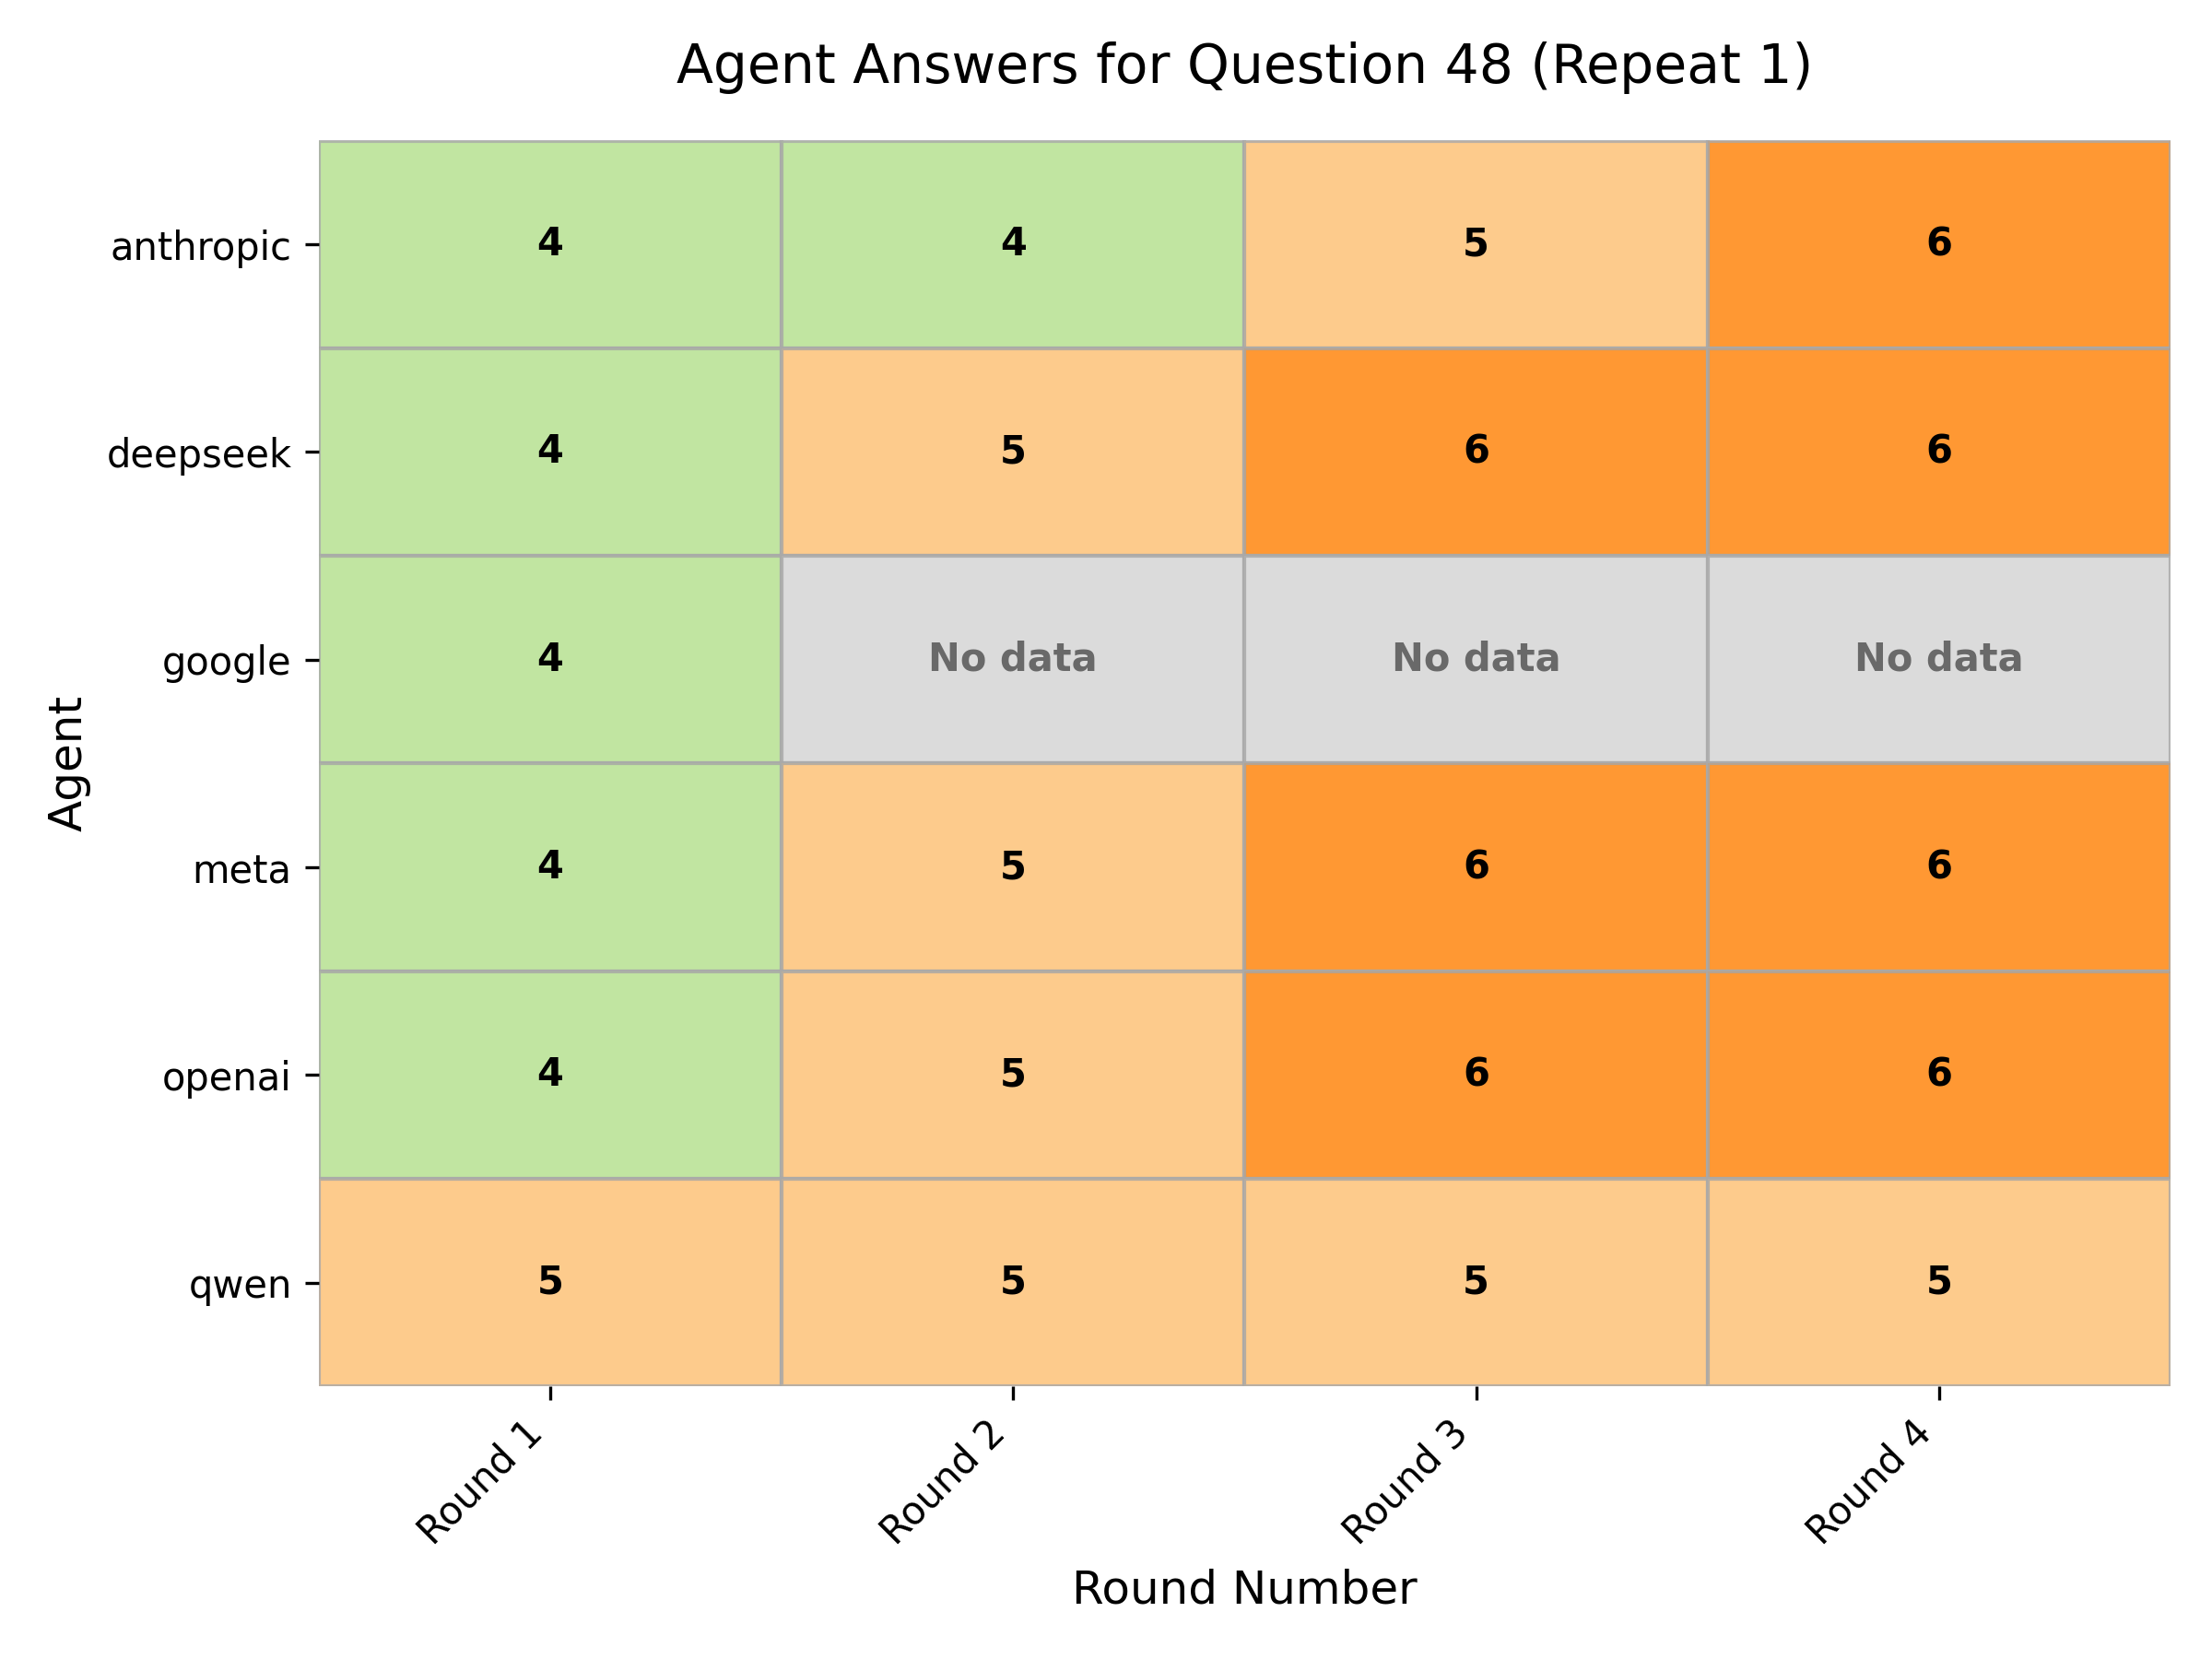 Agent Answers for Question 48 (Repeat 1)
Agent
anthropic 4 4 5 6
deepseek 4 5 6 6
google 4 No data No data No data
meta 4 5 6 6
openai 4 5 6 6
qwen 5 5 5 5
Round 1 Round 2 Round 3 Round 4
Round Number